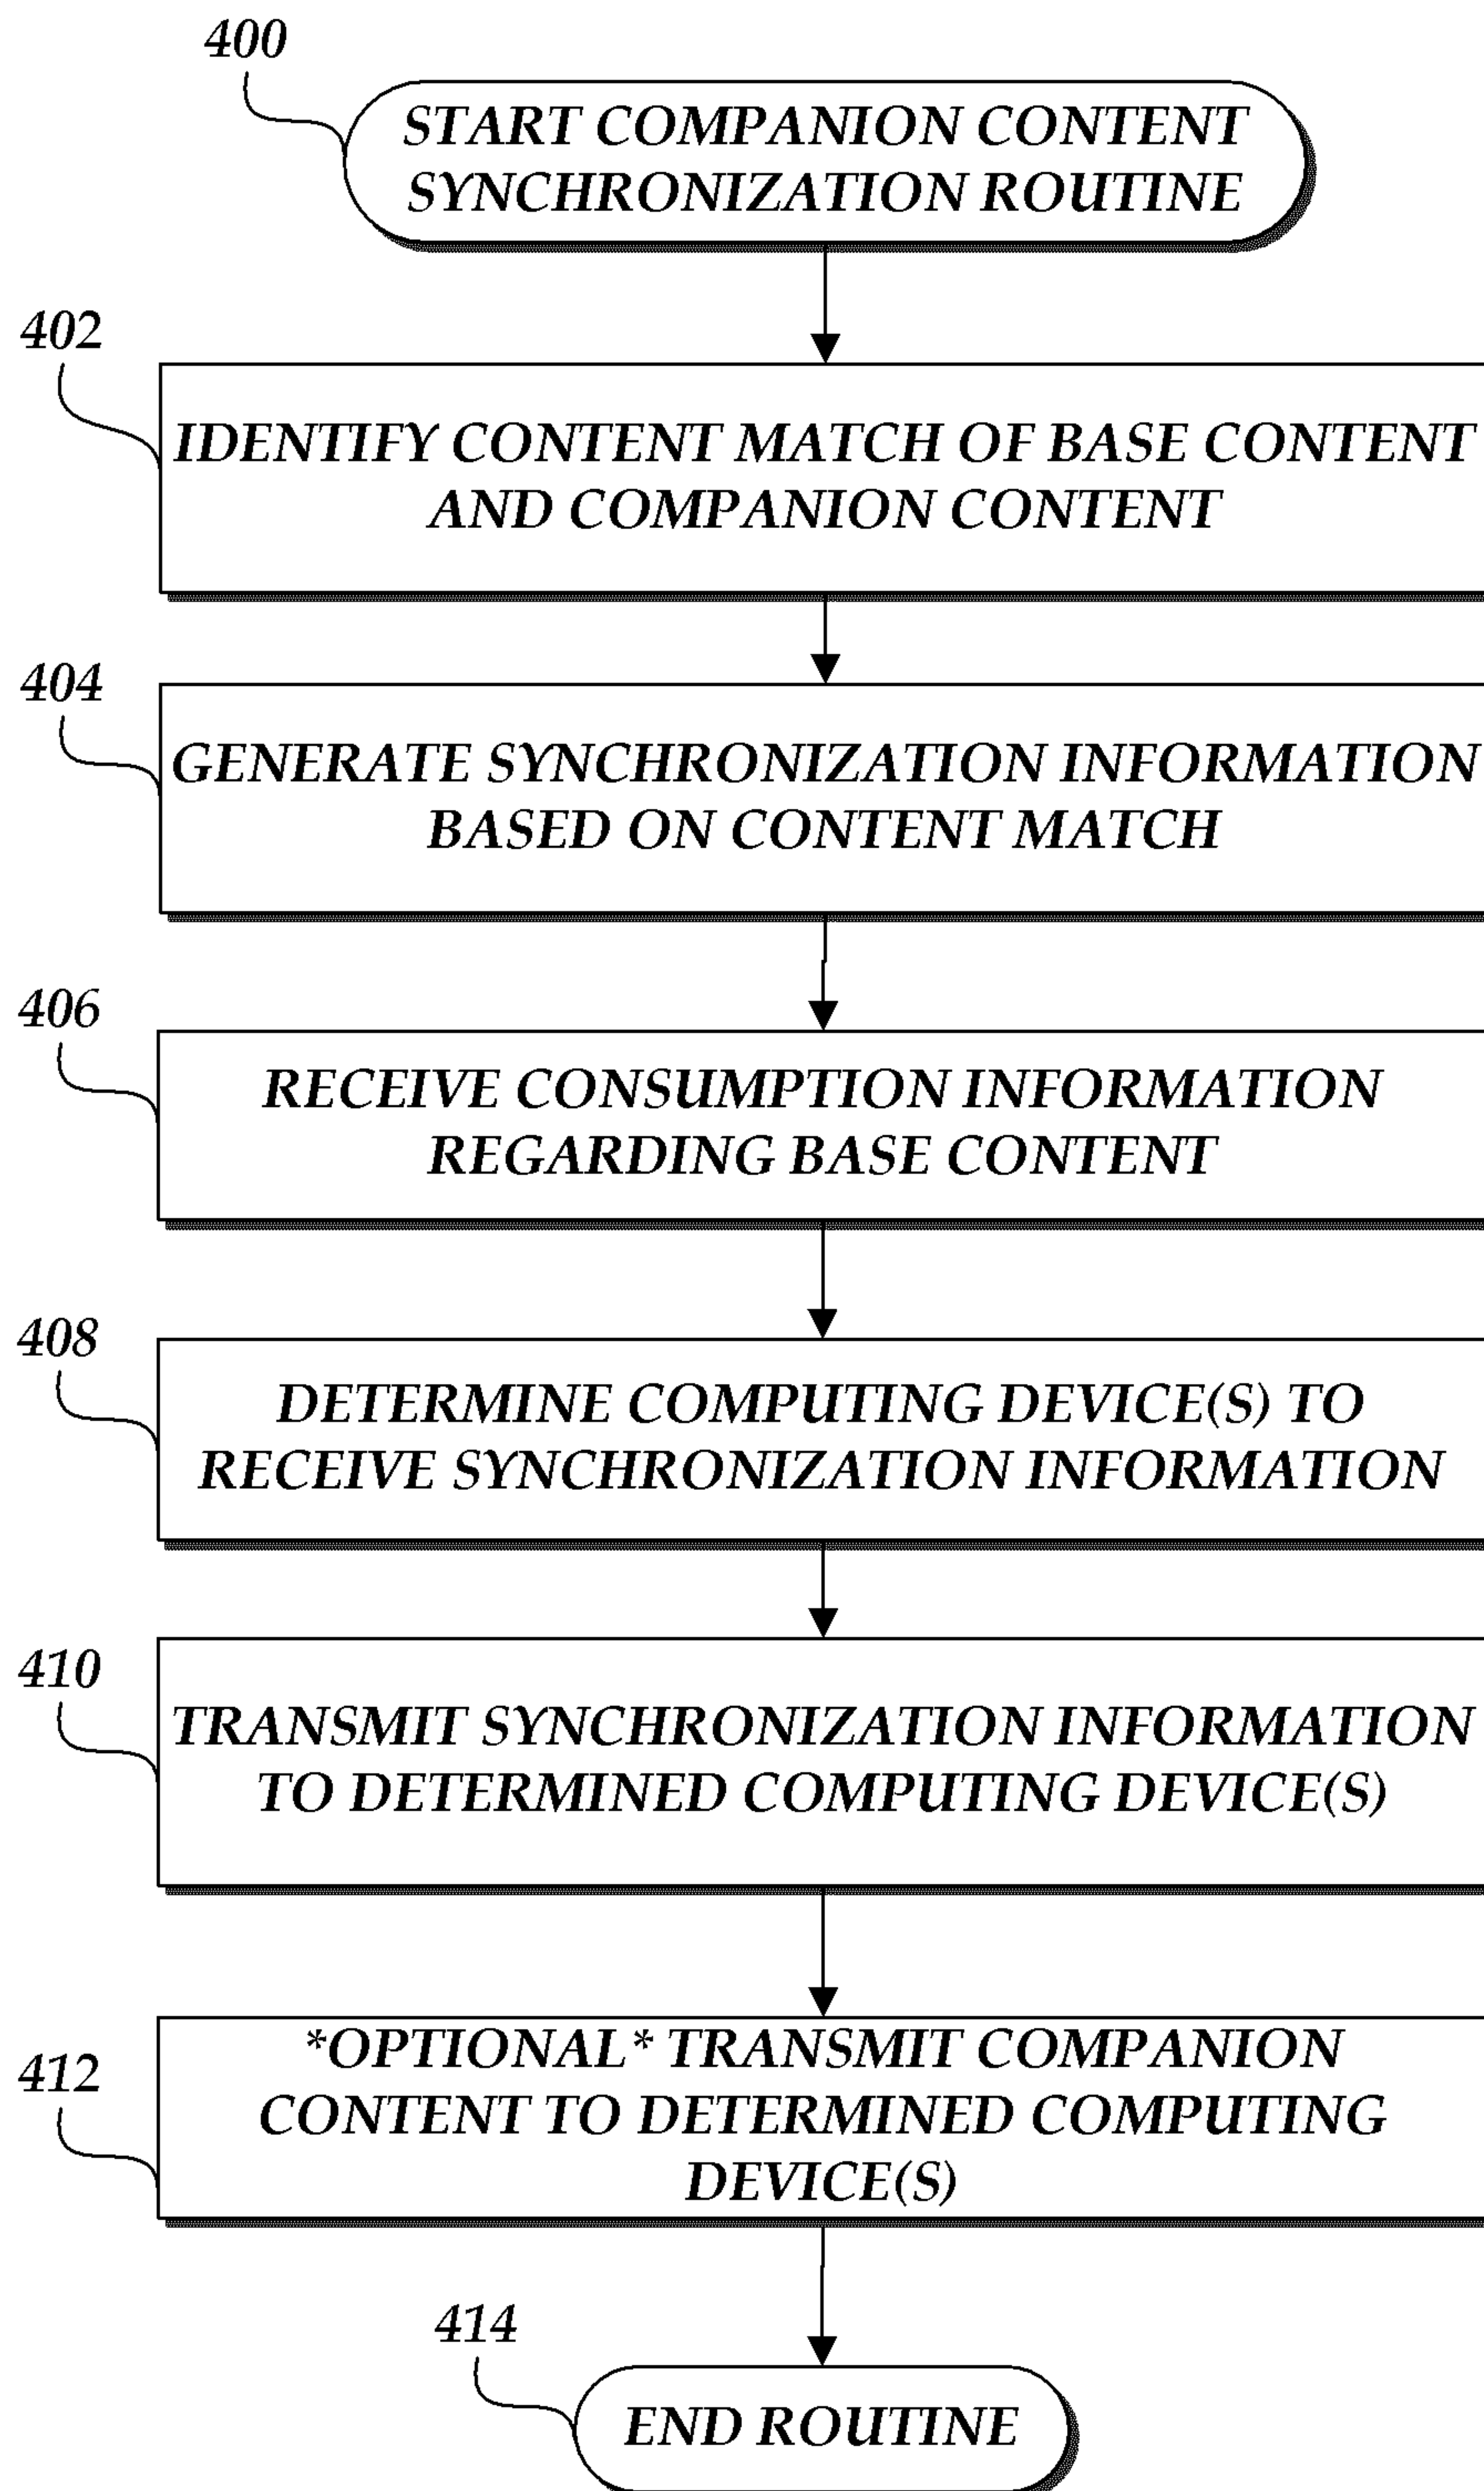 400
START COMPANION CONTENT
SYNCHRONIZATION ROUTINE
402
IDENTIFY CONTENT MATCH OF BASE CONTENT
AND COMPANION CONTENT
404
GENERATE SYNCHRONIZATION INFORMATION
BASED ON CONTENT MATCH
406
RECEIVE CONSUMPTION INFORMATION
REGARDING BASE CONTENT
408
DETERMINE COMPUTING DEVICE(S) TO
RECEIVE SYNCHRONIZATION INFORMATION
410
TRANSMIT SYNCHRONIZATION INFORMATION
TO DETERMINED COMPUTING DEVICE(S)
412
*OPTIONAL* TRANSMIT COMPANION
CONTENT TO DETERMINED COMPUTING
DEVICE(S)
414
END ROUTINE